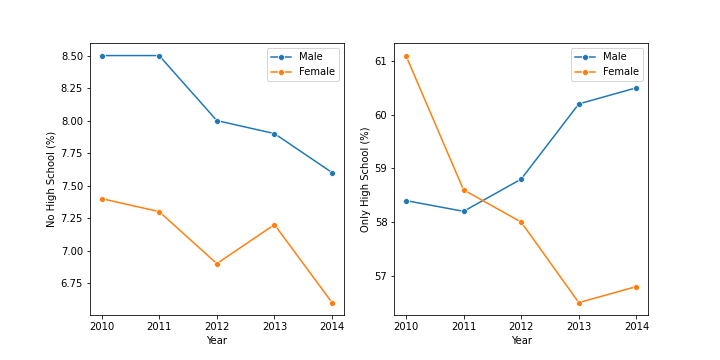 No High School (%)
8.50
8.25
8.00
7.75
7.50
7.25
7.00
6.75
2010 2011 2012 2013 2014
Year
Male
Female
Only High School (%)
61
60
59
58
57
2010 2011 2012 2013 2014
Year
Male
Female